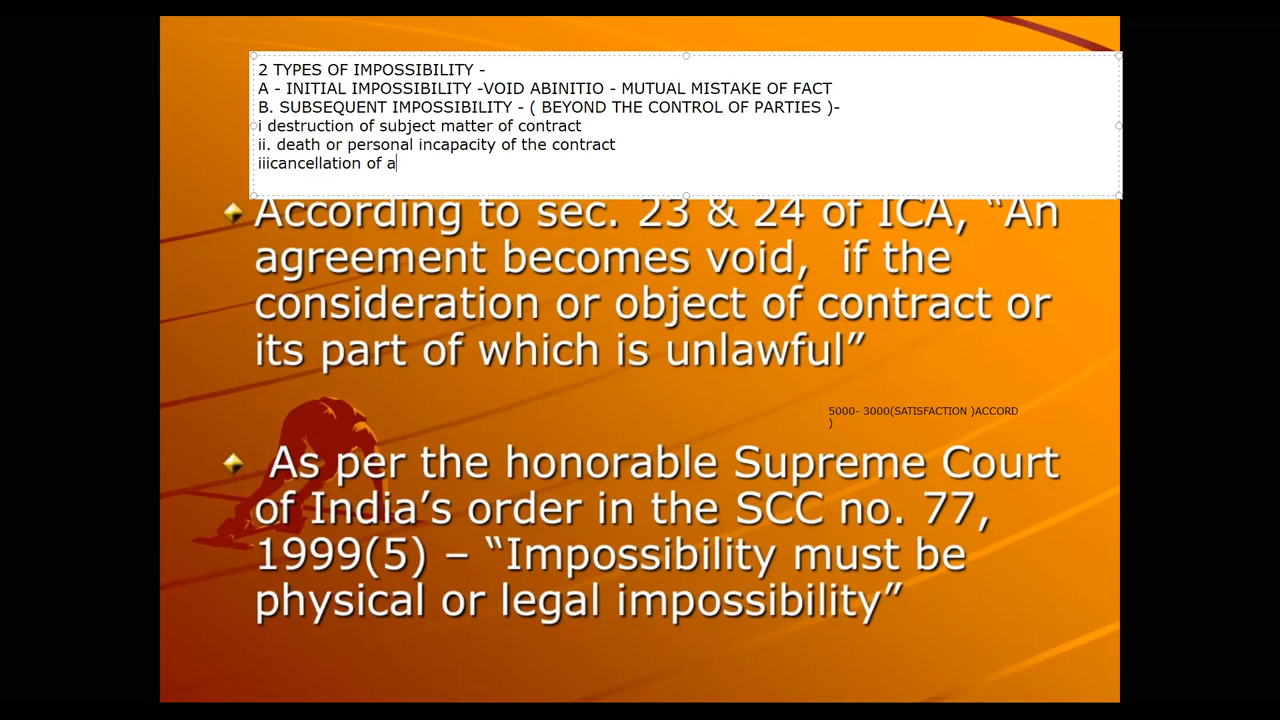 2 TYPES OF IMPOSSIBILITY -
A - INITIAL IMPOSSIBILITY -VOID ABINITIO - MUTUAL MISTAKE OF FACT
B. SUBSEQUENT IMPOSSIBILITY - ( BEYOND THE CONTROL OF PARTIES )-
i destruction of subject matter of contract
ii. death or personal incapacity of the contract
iiicancellation of a
According to sec. 23 & 24 of ICA, “An
agreement becomes void,  if the
consideration or object of contract or
its part of which is unlawful”
5000- 3000(SATISFACTION )ACCORD
)
As per the honorable Supreme Court
of India’s order in the SCC no. 77,
1999(5) – “Impossibility must be
physical or legal impossibility”